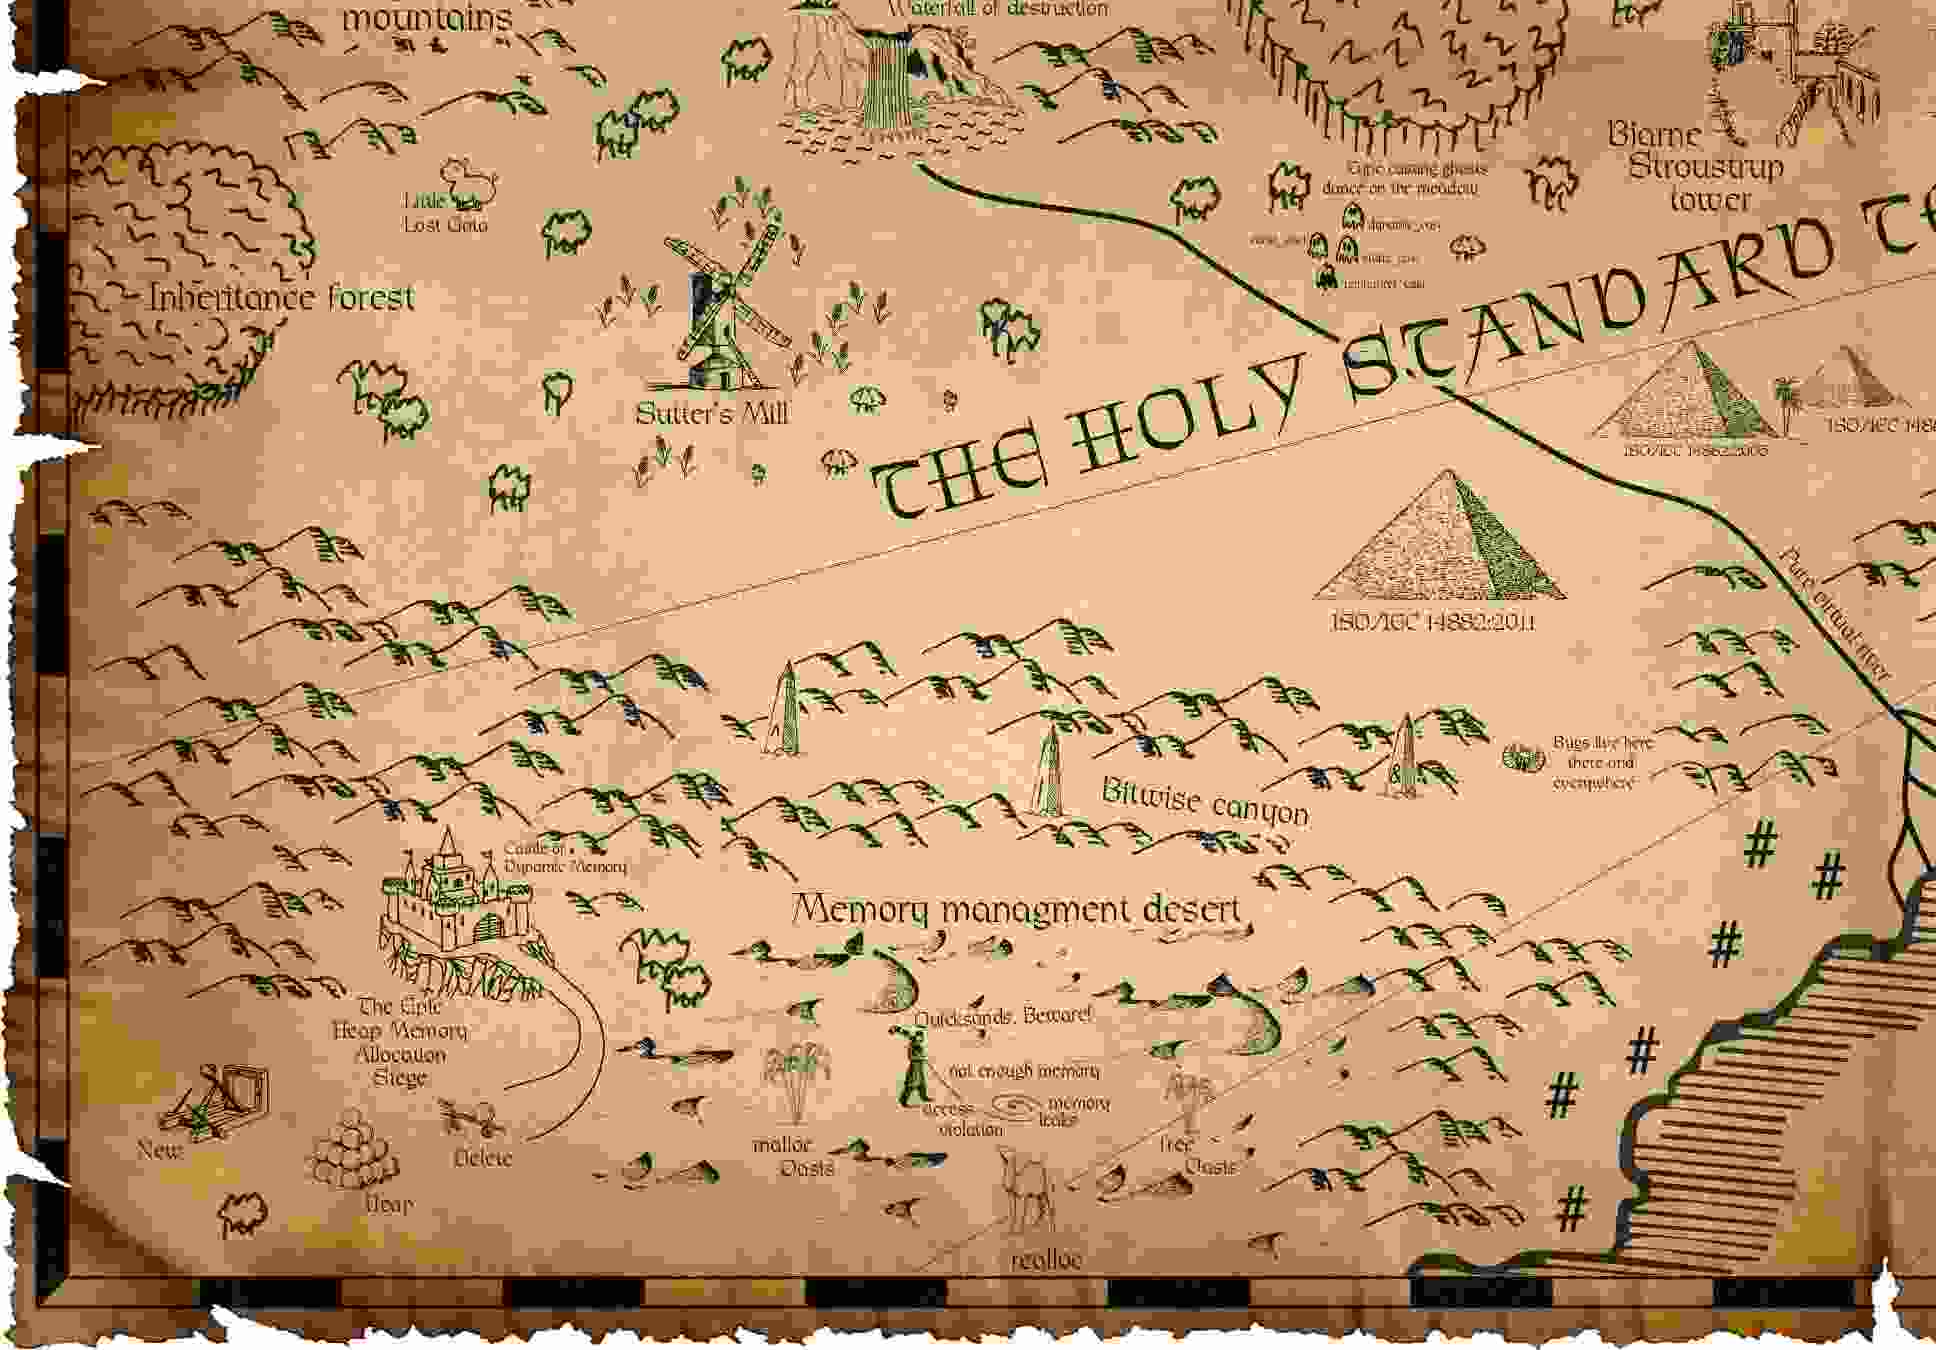 mountains
Waterfall of destruction
Bjarne
Stroustrup
tower
Type casting ghosts
dance on the meadow
dynamic_cast
const_cast
static_cast
reinterpret_cast
Little
Lost Goto
Inheritance forest
Sutter's Mill
THE HOLY STANDARD
ISO/IEC 14882:2003
ISO/IEC
ISO/IEC 14882:2011
Pure virtual river
Bugs live here
there and
everywhere
&
Bitwise canyon
Castle of
Dynamic Memory
Memory managment desert
The Epic
Heap Memory
Allocation
Siege
Quicksands. Beware!
not enough memory
access
violation
memory
leaks
New
Delete
Heap
malloc
Oasis
free
Oasis
realloc
#
#
#
#
#
#